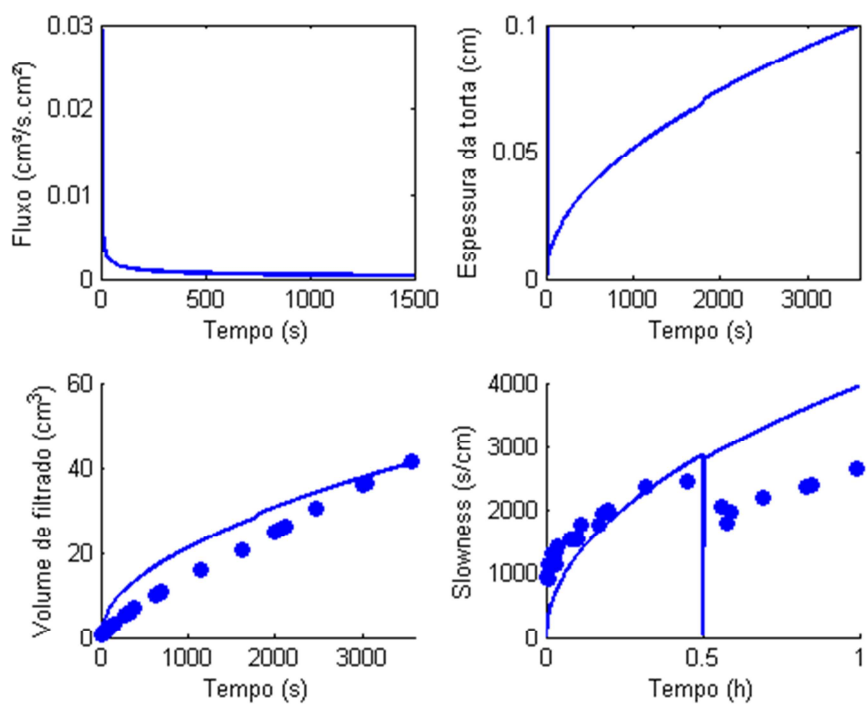 0.03
0.02
0.01
0
Fluxo (cm³/s.cm²)
0 500 1000 1500
Tempo (s)
0.1
0.05
0
Espessura da torta (cm)
0 1000 2000 3000
Tempo (s)
60
40
20
0
Volume de filtrado (cm³)
0 1000 2000 3000
Tempo (s)
4000
3000
2000
1000
0
Slowness (s/cm)
0 0.5 1
Tempo (h)